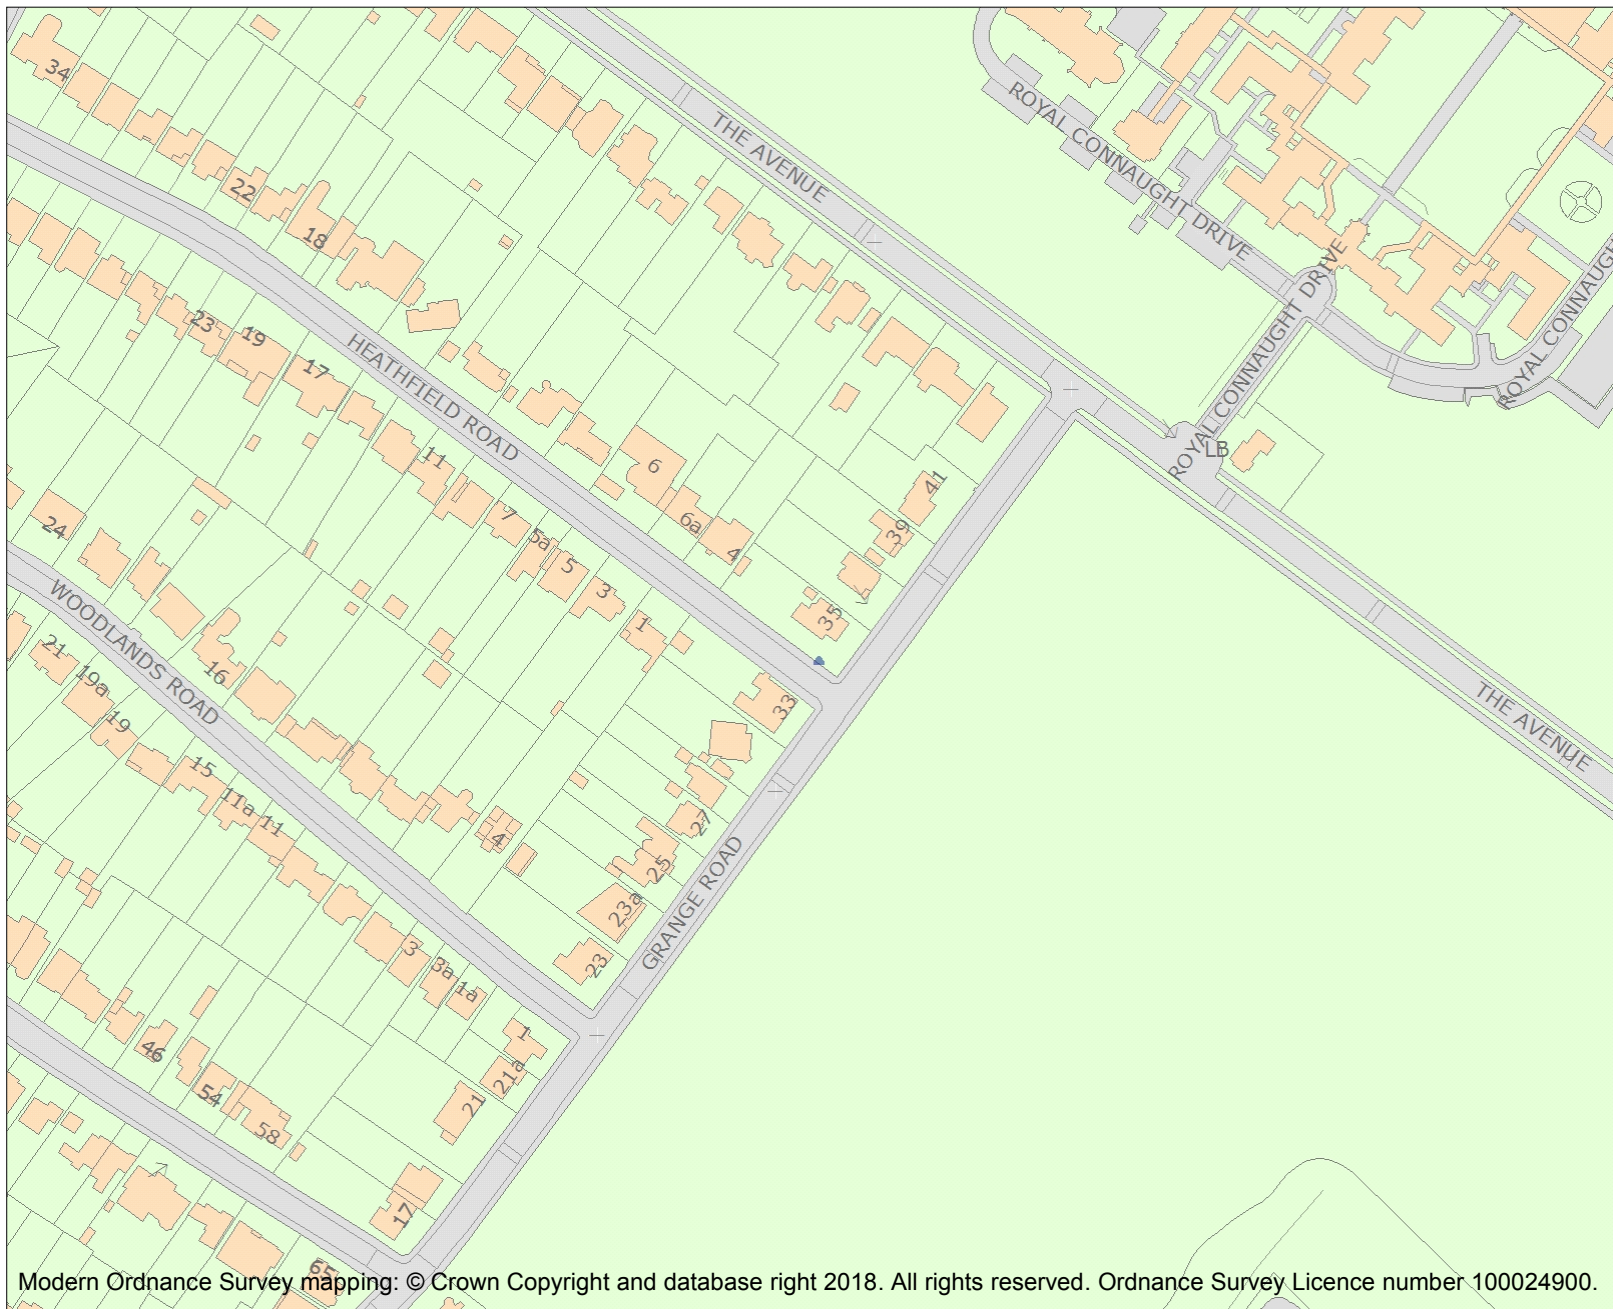 34
22
18
THE AVENUE
ROYAL CONNAUGHT DRIVE
ROYAL CONNAUGHT DRIVE
ROYAL CONNAUG
LB
23
19
17
HEATHFIELD ROAD
11
7
5a
5
3
1
6
6a
4
41
39
35
33
24
WOODLANDS ROAD
16
21
19a
19
15
11a
11
4
27
25
23a
23
GRANGE ROAD
THE AVENUE
3
3a
1a
1
21a
21
46
54
58
17
65
Modern Ordnance Survey mapping: © Crown Copyright and database right 2018. All rights reserved. Ordnance Survey Licence number 100024900.